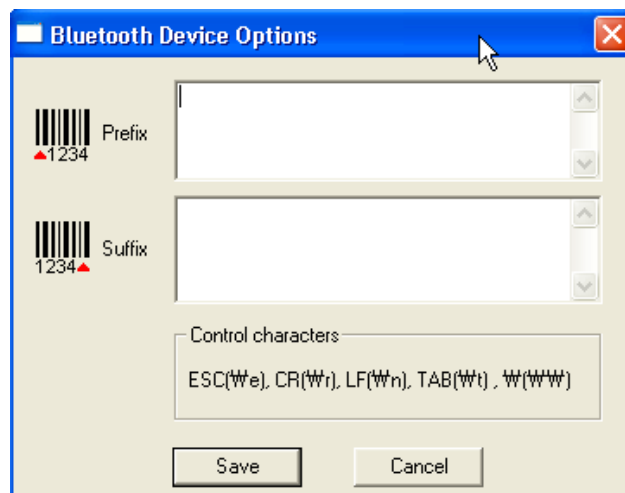 Bluetooth Device Options
Prefix
1234
Suffix
1234
Control characters
ESC(₩e), CR(₩r), LF(₩n), TAB(₩t) , ₩(₩₩)
Save Cancel